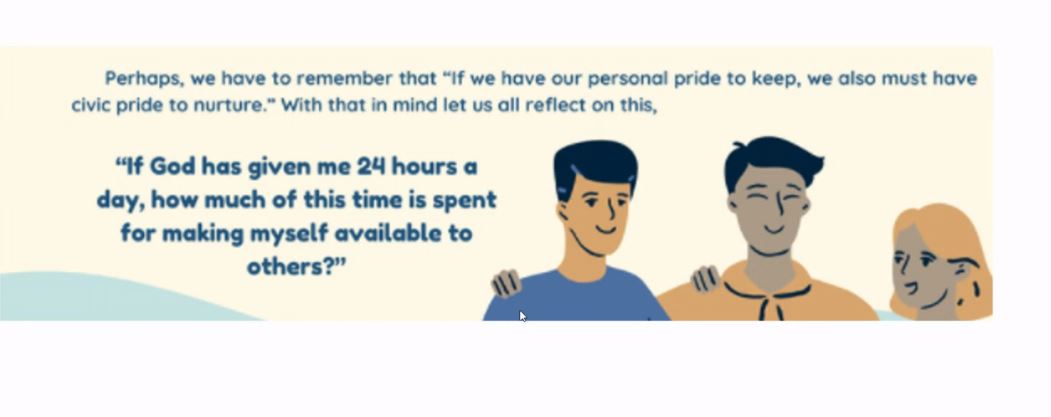 Perhaps, we have to remember that “If we have our personal pride to keep, we also must have
civic pride to nurture.” With that in mind let us all reflect on this,
“If God has given me 24 hours a
day, how much of this time is spent
for making myself available to
others?”